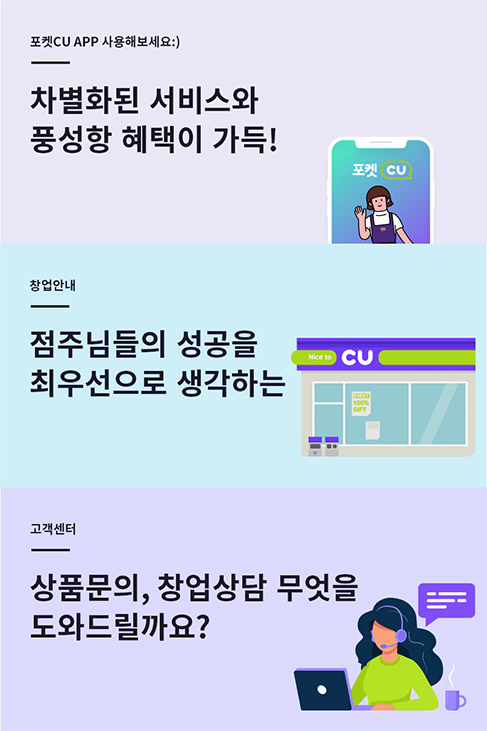 포켓CU APP 사용해보세요:)
차별화된 서비스와
풍성항 혜택이 가득!
포켓 CU
창업안내
점주님들의 성공을
최우선으로 생각하는
Nice to CU
EVENT
100%
GIFT
고객센터
상품문의, 창업상담 무엇을
도와드릴까요?